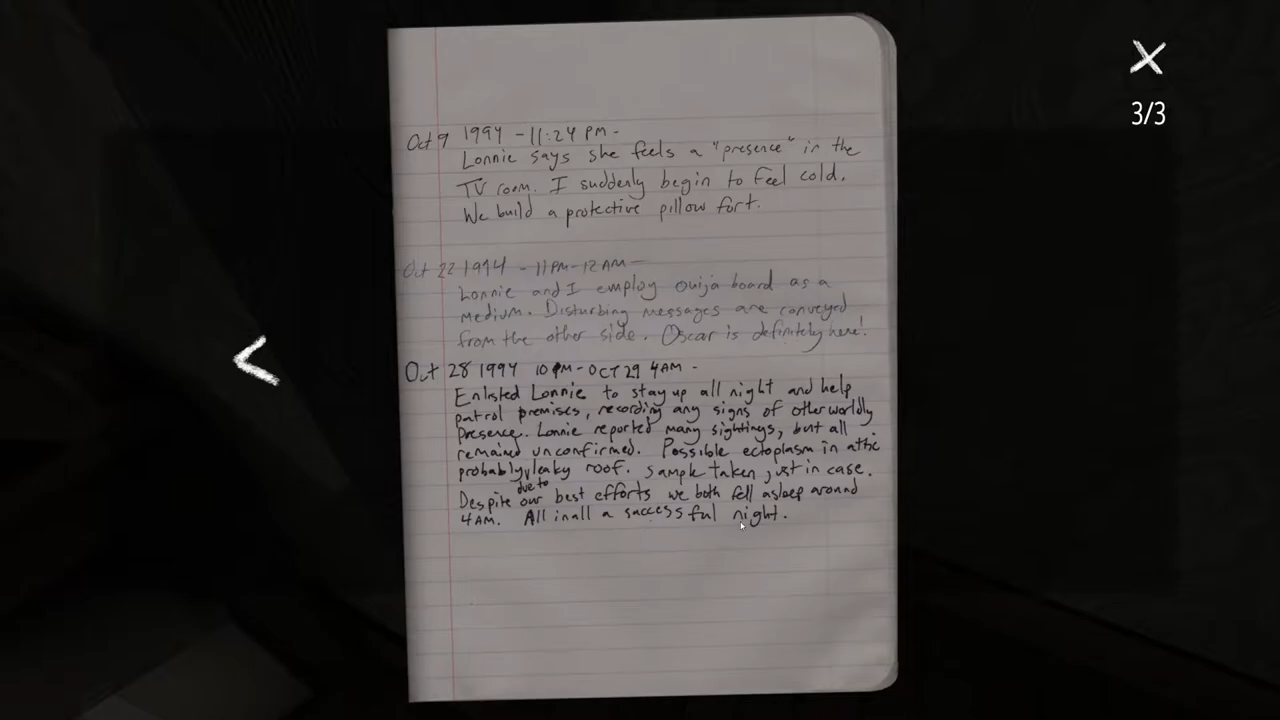 3/3
Oct 9 1994 - 11:24 PM -
Lonnie says she feels a "presence" in the
TV room. I suddenly begin to feel cold.
We build a protective pillow fort.
Oct 22 1994 - 11PM - 12AM -
Lonnie and I employ ouija board as a
medium. Disturbing messages are conveyed
from the other side. Oscar is definitely here!
Oct 28 1994 10PM - OCT 29 4AM -
Enlisted Lonnie to stay up all night and help
patrol premises, recording any signs of otherworldly
presence. Lonnie reported many sightings, but all
remained unconfirmed. Possible ectoplasm in attic
probably leaky roof. Sample taken just in case.
due to
Despite our best efforts we both fell asleep around
4AM. All in all a successful night.